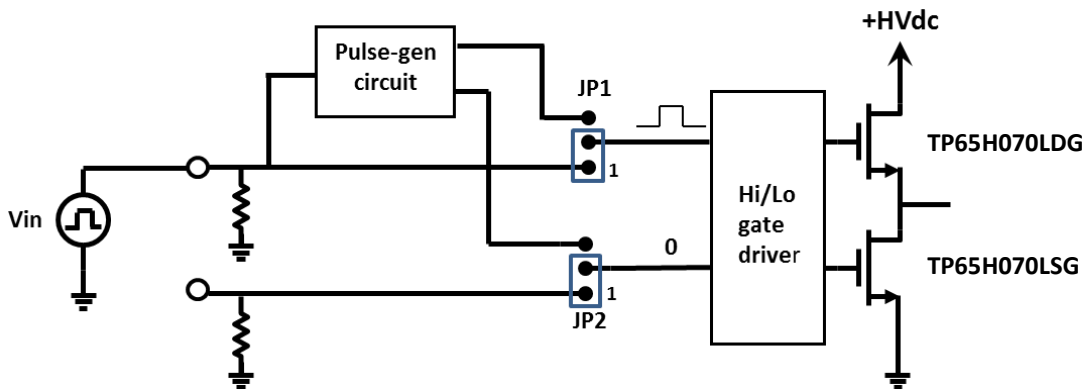 +HVdc
Pulse-gen
circuit
JP1
TP65H070LDG
1
Vin
Hi/Lo
gate
driver
0
TP65H070LSG
1
JP2